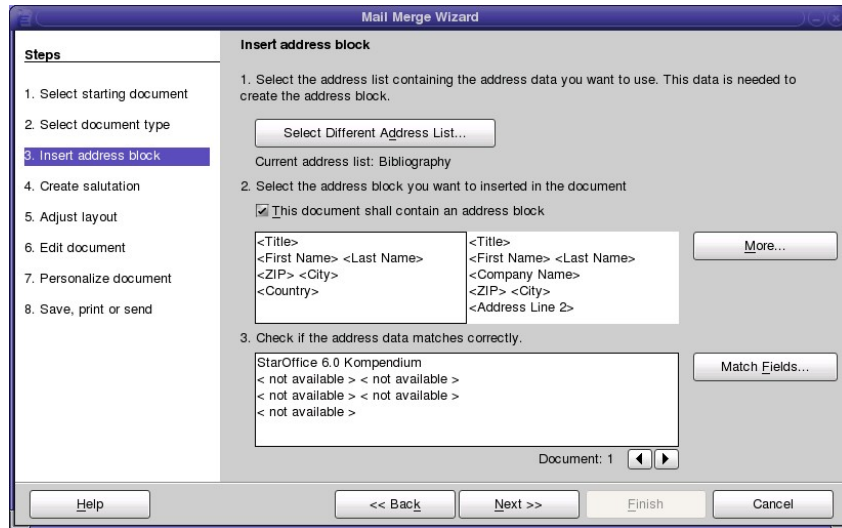 Mail Merge Wizard
Steps
1. Select starting document
2. Select document type
3. Insert address block
4. Create salutation
5. Adjust layout
6. Edit document
7. Personalize document
8. Save, print or send
Insert address block
1. Select the address list containing the address data you want to use. This data is needed to
create the address block.
Select Different Address List...
Current address list: Bibliography
2. Select the address block you want to inserted in the document
This document shall contain an address block
<Title>
<First Name> <Last Name>
<ZIP> <City>
<Country>
<Title>
<First Name> <Last Name>
<Company Name>
<ZIP> <City>
<Address Line 2>
More...
3. Check if the address data matches correctly.
StarOffice 6.0 Kompendium
< not available > < not available >
< not available > < not available >
< not available >
Match Fields...
Document: 1
Help
<< Back
Next >>
Finish
Cancel